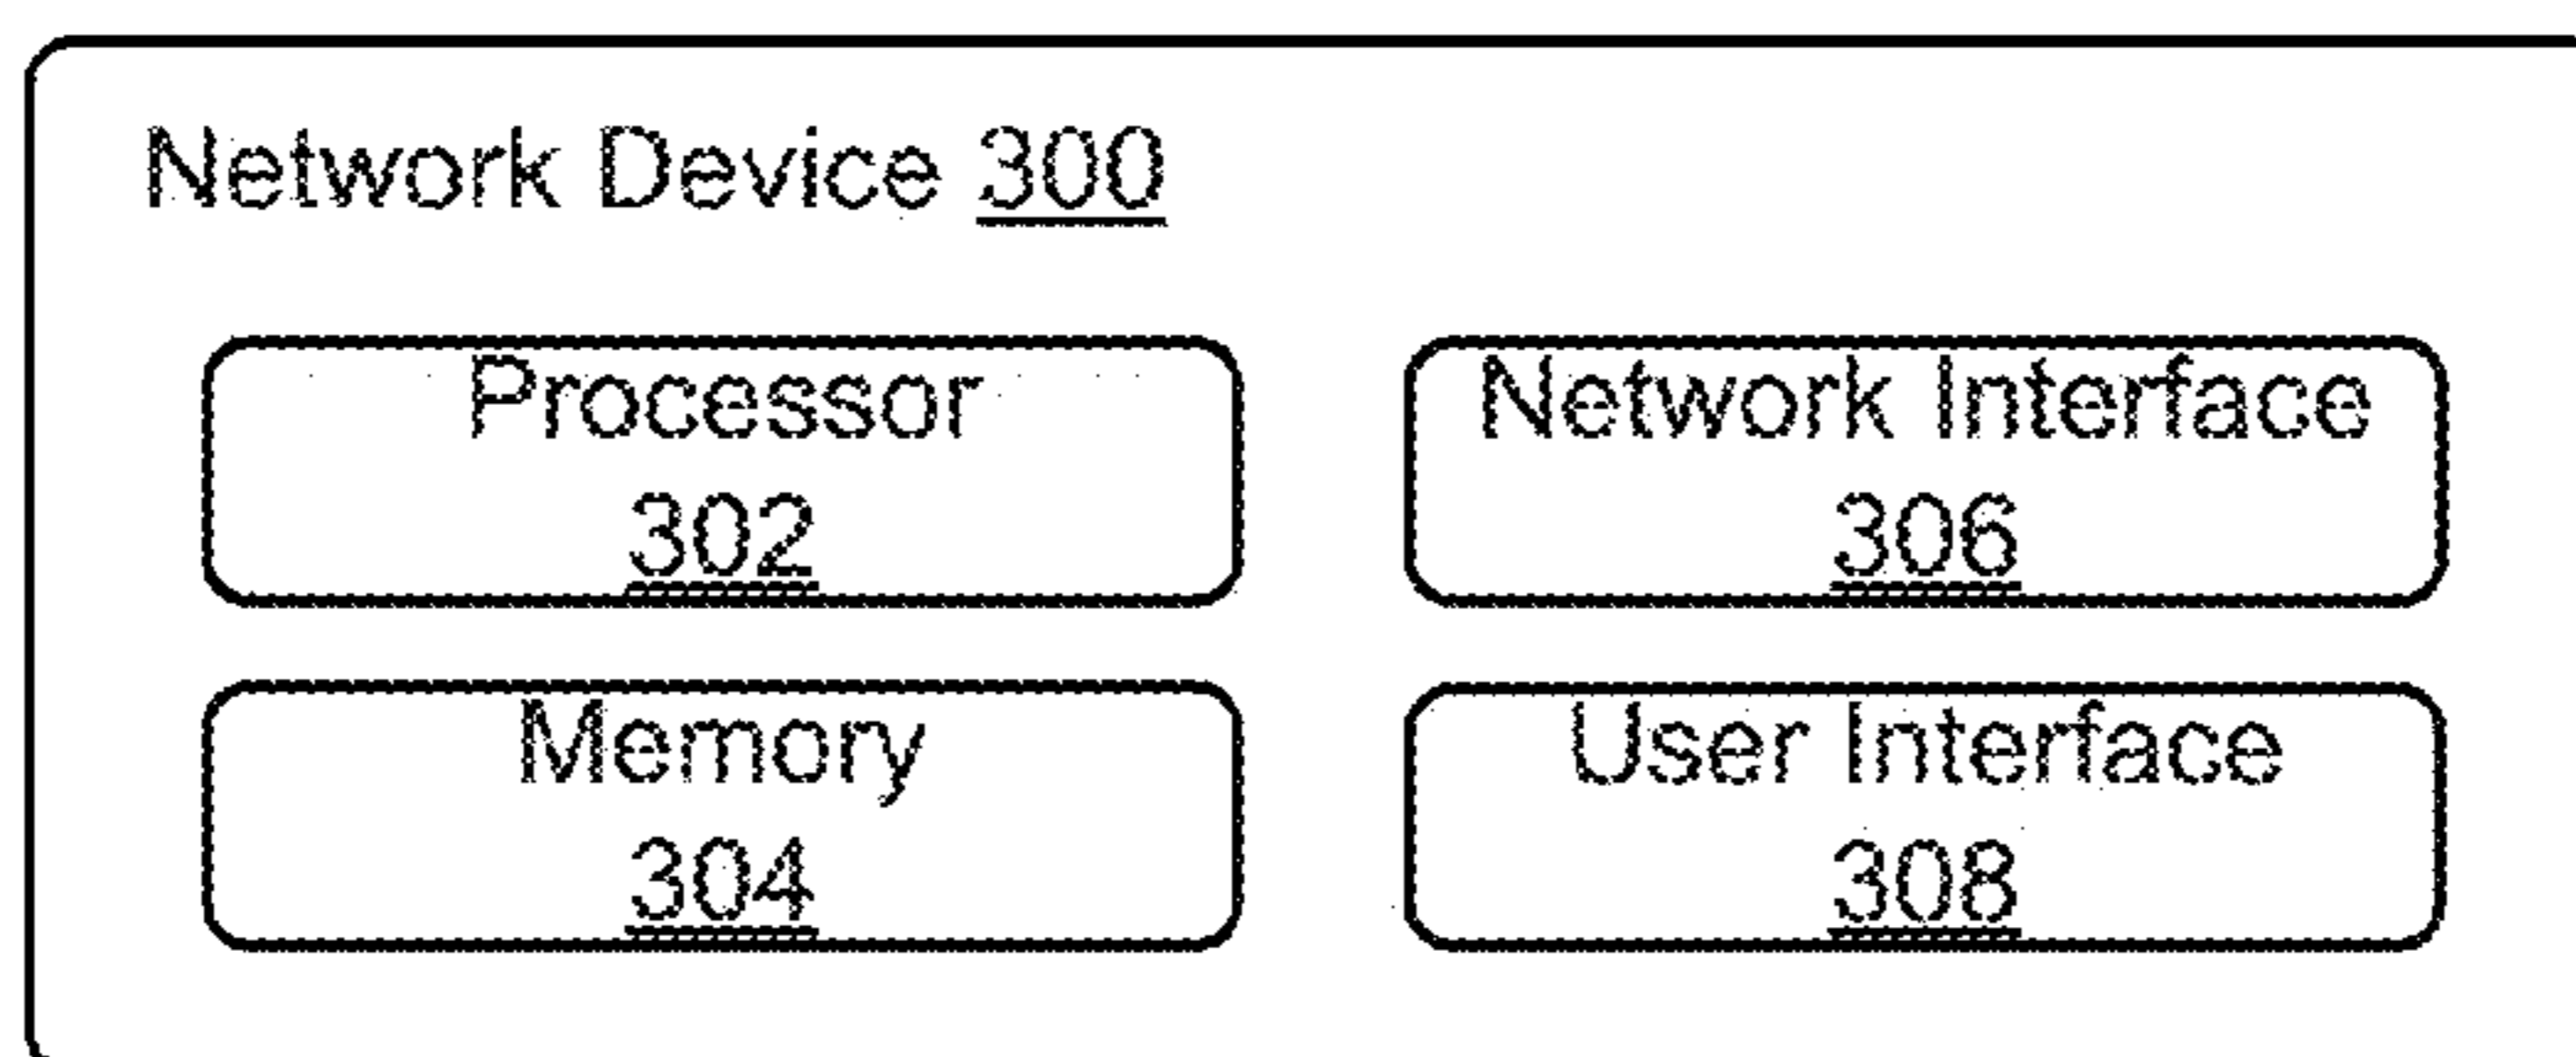 Network Device 300
Processor
302
Network Interface
306
Memory
304
User Interface
308